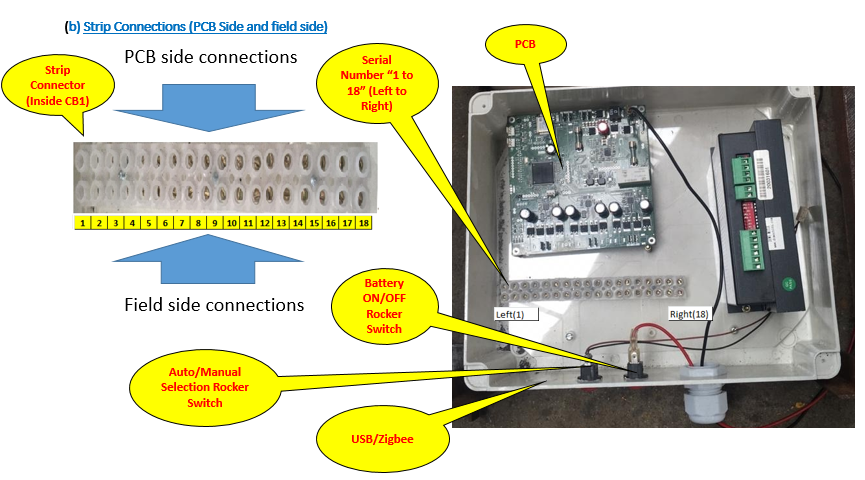 (b) Strip Connections (PCB Side and field side)
PCB side connections
Strip
Connector
(Inside CB1)
Serial
Number “1 to
18” (Left to
Right)
PCB
1 2 3 4 5 6 7 8 9 10 11 12 13 14 15 16 17 18
Field side connections
Battery
ON/OFF
Rocker
Switch
Left(1)
Right(18)
Auto/Manual
Selection Rocker
Switch
USB/Zigbee